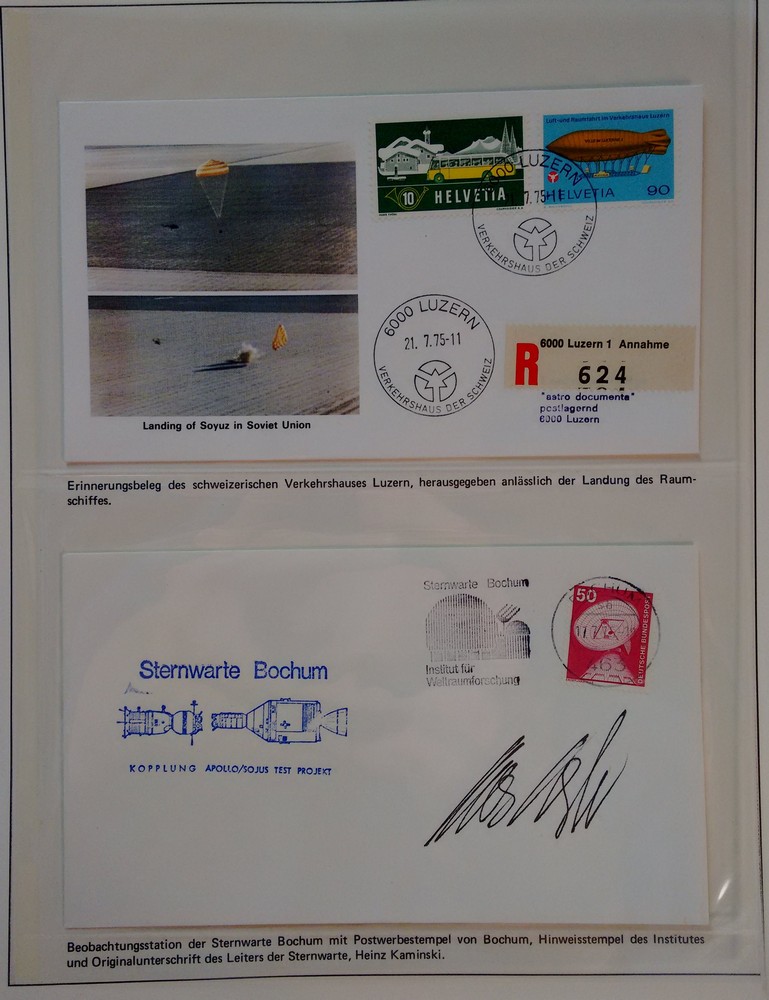 Luft-und Raumfahrt im Verkehrshaus Luzern
10 HELVETIA
HELVETIA 90
6000 LUZERN
VERKEHRSHAUS DER SCHWEIZ
6000 LUZERN
21. 7.75-11
VERKEHRSHAUS DER SCHWEIZ
R 6000 Luzern 1 Annahme
624
"astro documents"
postlagernd
6000 Luzern
Landing of Soyuz in Soviet Union
Erinnerungsbeleg des schweizerischen Verkehrshauses Luzern, herausgegeben anlässlich der Landung des Raum-
schiffes.
Sternwarte Bochum
Institut für
Weltraumforschung
50
DEUTSCHE BUNDESPOST
463
Sternwarte Bochum
KOPPLUNG APOLLO/SOJUS TEST PROJEKT
Beobachtungsstation der Sternwarte Bochum mit Postwerbestempel von Bochum, Hinweisstempel des Institutes
und Originalunterschrift des Leiters der Sternwarte, Heinz Kaminski.